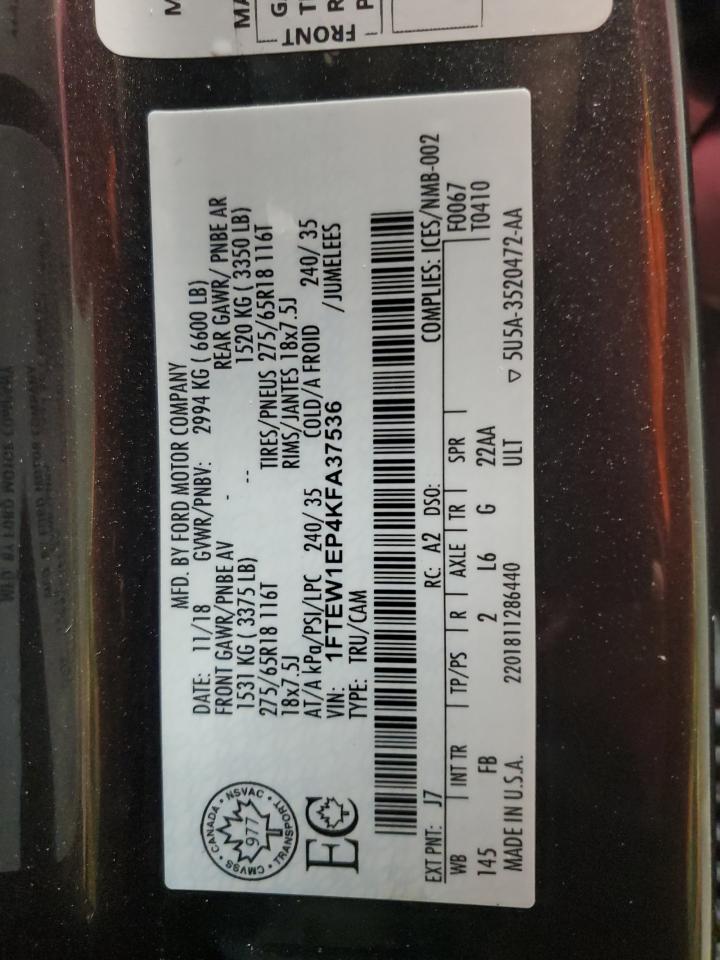 MFD. BY FORD MOTOR COMPANY
DATE: 11/18 GVWR/PNBV: 2994 KG ( 6600 LB)
FRONT GAWR/PNBE AV - REAR GAWR/ PNBE AR
1531 KG ( 3375 LB) -- 1520 KG ( 3350 LB)
275/65R18 116T TIRES/PNEUS 275/65R18 116T
18x7.5J RIMS/JANTES 18x7.5J
AT/A kPa/PSI/LPC 240/ 35 COLD/A FROID 240/ 35
VIN: 1FTEW1EP4KFA37536 /JUMELEES
TYPE: TRU/CAM
CANADA • NSVAC • TRANSPORT • CMVSS •
977
EC
COMPLIES: ICES/NMB-002
EXT PNT: J7 RC: A2 DSO: F0067
WB INT TR TP/PS R AXLE TR SPR T0410
145 FB 2 L6 G 22AA
ULT
MADE IN U.S.A. 2201811286440 ▽ 5U5A-3520472-AA
FRONT